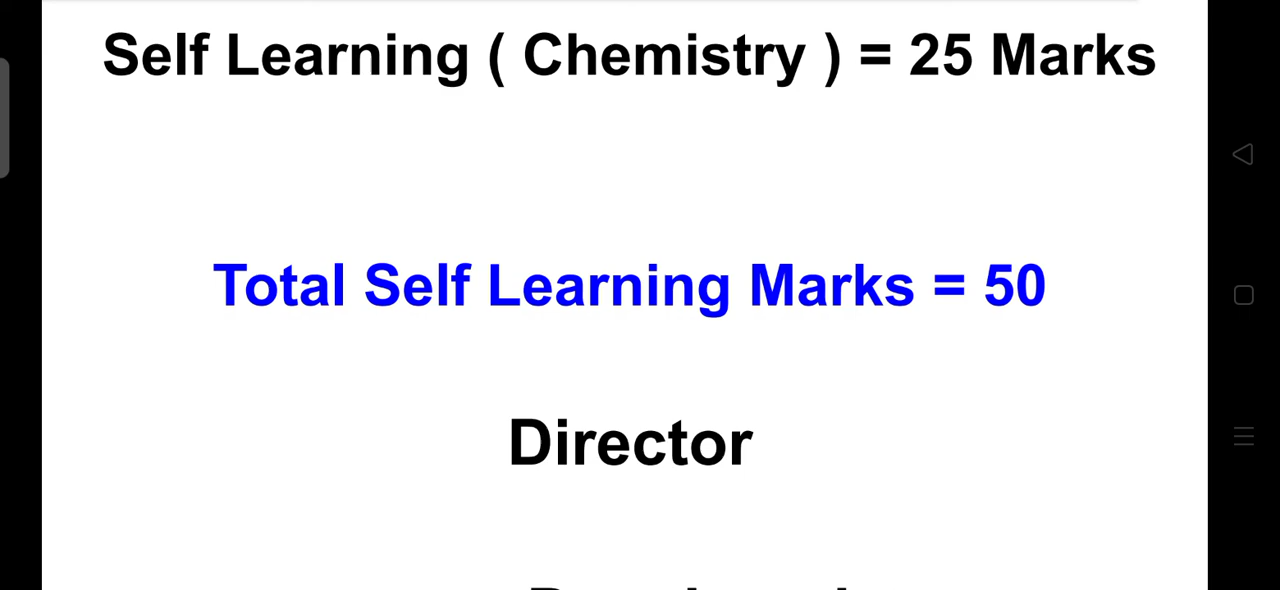 Self Learning ( Chemistry ) = 25 Marks
Total Self Learning Marks = 50
Director